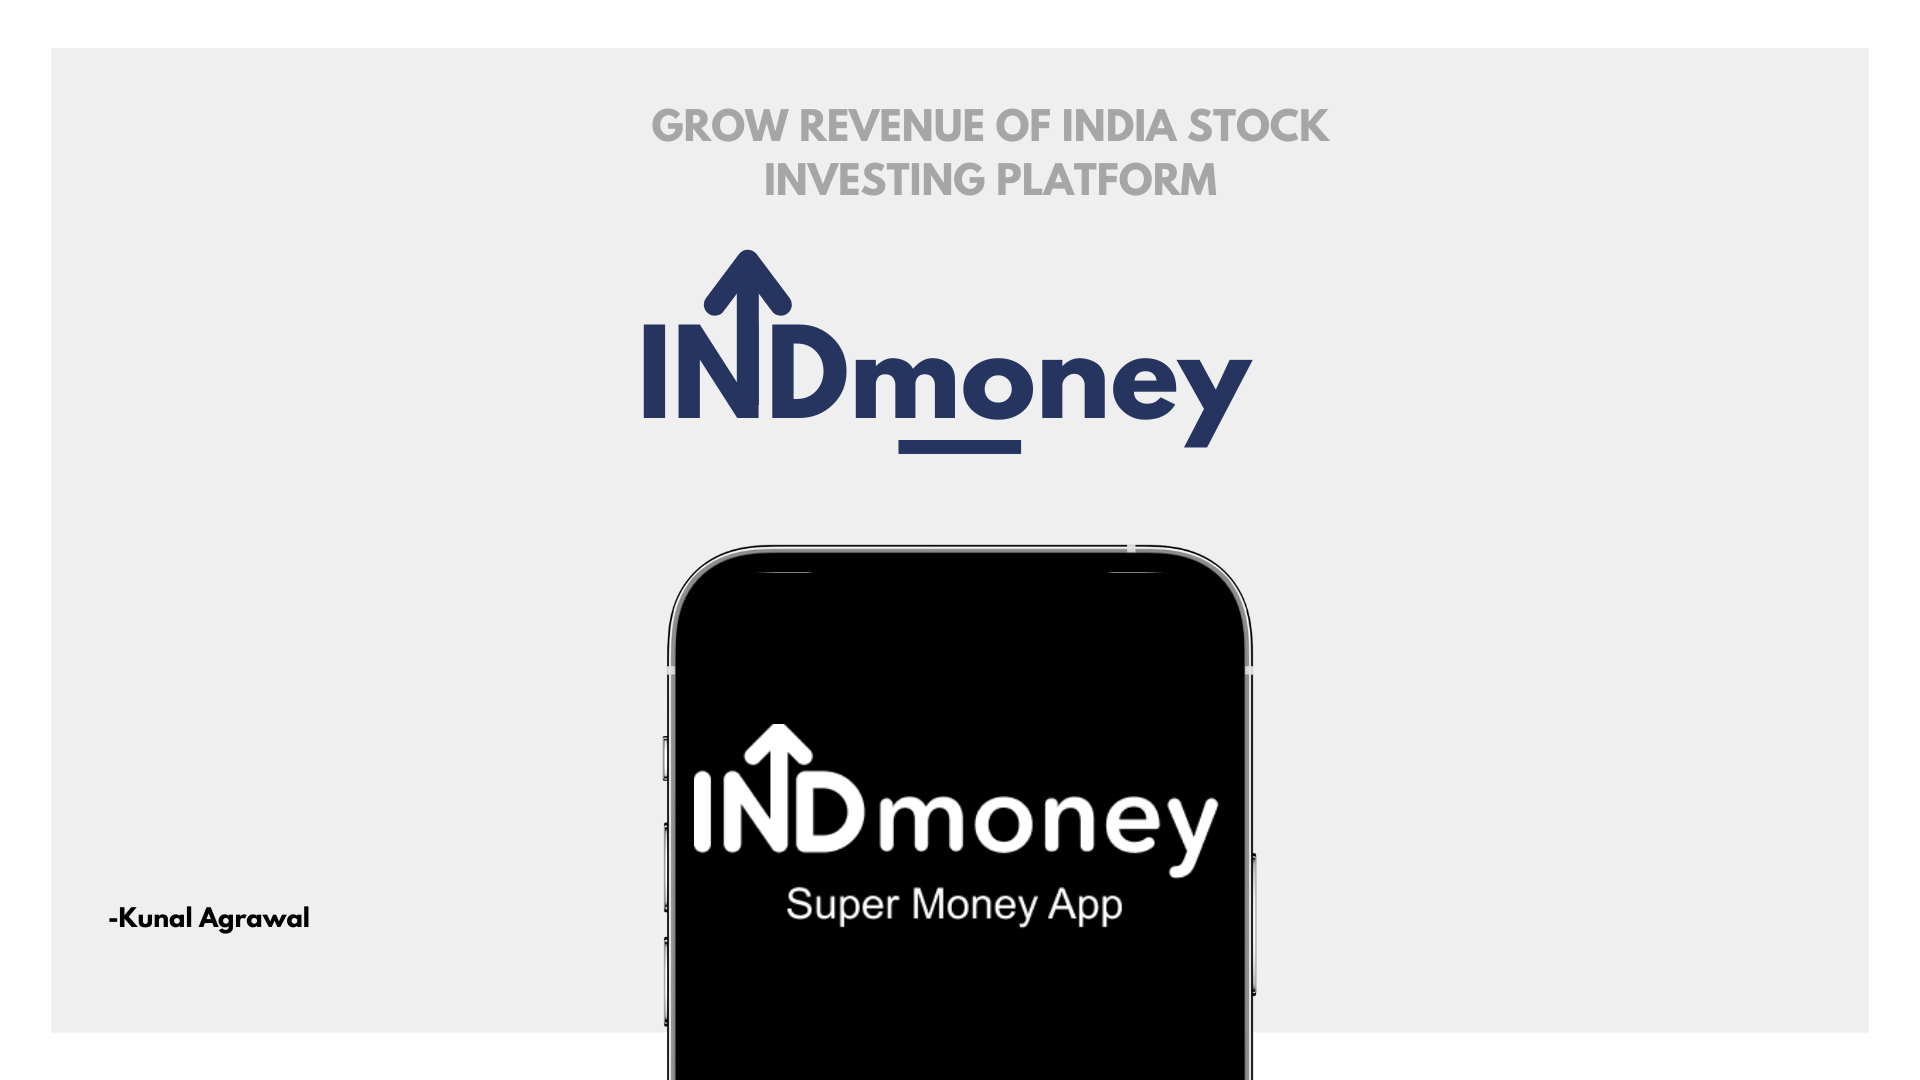 GROW REVENUE OF INDIA STOCK
INVESTING PLATFORM
INDmoney
INDmoney
Super Money App
-Kunal Agrawal